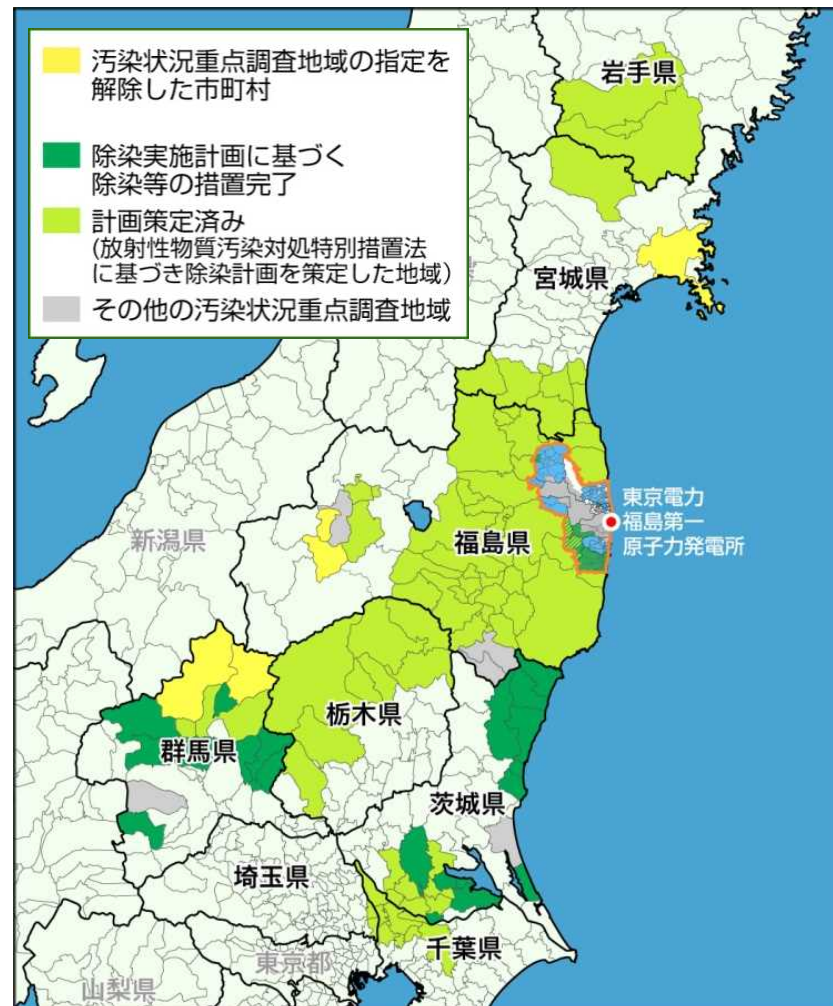 汚染状況重点調査地域の指定を
解除した市町村
除染実施計画に基づく
除染等の措置完了
計画策定済み
(放射性物質汚染対処特別措置法
に基づき除染計画を策定した地域)
その他の汚染状況重点調査地域
岩手県
宮城県
東京電力
福島第一
原子力発電所
福島県
新潟県
栃木県
群馬県
茨城県
埼玉県
千葉県
東京都
山梨県